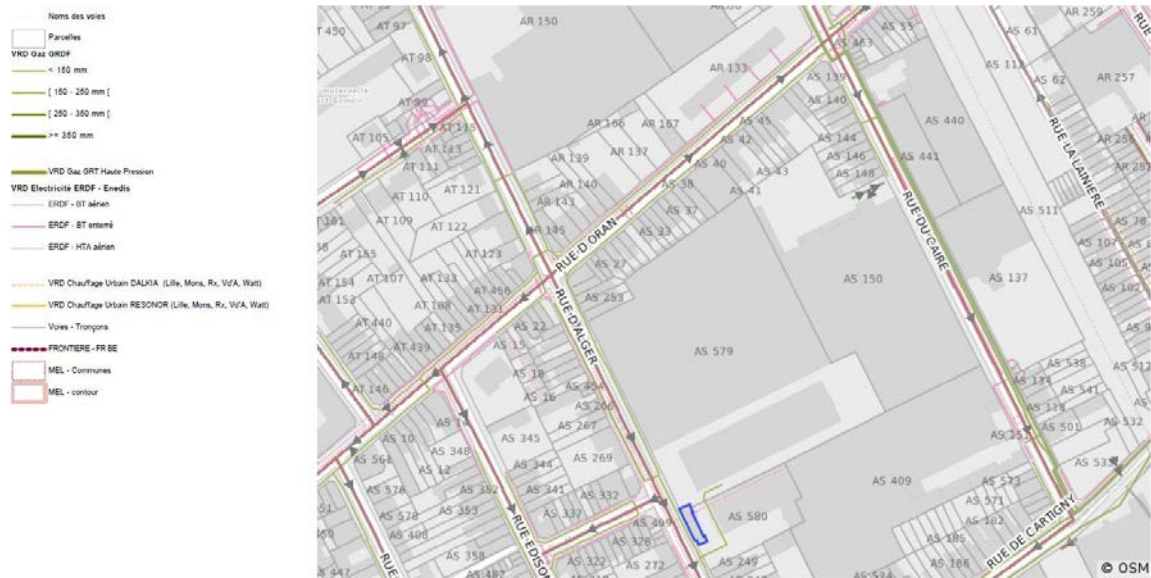 Noms des voies
Parcelles
VRD Gaz GRDF
< 150 mm
[ 150 - 250 mm [
[ 250 - 350 mm [
>= 350 mm
VRD Gaz GRT Haute Pression
VRD Electricité ERDF - Enedis
ERDF - BT aérien
ERDF - BT enterré
ERDF - HTA aérien
VRD Chauffage Urbain DALKIA (Lille, Mons, Rx, Vd'A, Watt)
VRD Chauffage Urbain RESONOR (Lille, Mons, Rx, Vd'A, Watt)
Voies - Tronçons
FRONTIERE - FR BE
MEL - Communes
MEL - contour
AT 97
AR 150
AS 55
AR 259
AT 450
AS 463
AS 61
AT 98
AR 133
AS 139
AS 112
AS 62
AR 257
AT 99
AS 140
AS 440
AT 115
AR 166
AR 167
AS 45
AT 105
AT 113
AS 42
AS 144
AR 256
AT 111
AR 139
AR 137
AS 146
AS 441
AS 40
AS 43
AS 148
RUE LA LAINIERE
AT 110
AT 121
AR 140
AS 38
AS 41
AR 143
AT 109
AS 37
AS 511
AS 78
AT 122
AR 145
RUE D'ORAN
AS 33
RUE DU CAIRE
AS 107
AT 123
AS 105
AT 154
AT 107
AT 133
AS 27
AS 150
AS 137
AS 102
AT 153
AT 466
AS 253
AT 108
AT 131
RUE D'ALGER
AT 440
AT 135
AS 22
AT 439
AS 15
AS 579
AT 148
AS 538
AS 512
AS 18
AS 134
AT 146
AS 16
AS 541
AS 266
AS 118
AS 14
AS 267
AS 532
AS 10
AS 345
AS 151
AS 501
AS 561
AS 348
AS 269
AS 12
AS 344
AS 409
AS 573
AS 576
AS 352
AS 341
AS 332
AS 571
AS 353
AS 337
AS 499
AS 580
AS 182
AS 578
AS 408
AS 328
AS 185
RUE DE CARTIGNY
AS 358
AS 322
AS 272
AS 249
AS 186
RUE EDISON
AS 447
RUE
© OSM